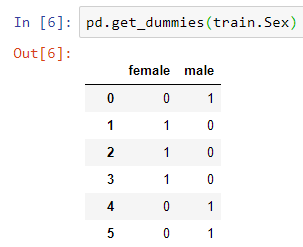 In [6]: pd.get_dummies(train.Sex)
Out[6]:
female male
0 0 1
1 1 0
2 1 0
3 1 0
4 0 1
5 0 1